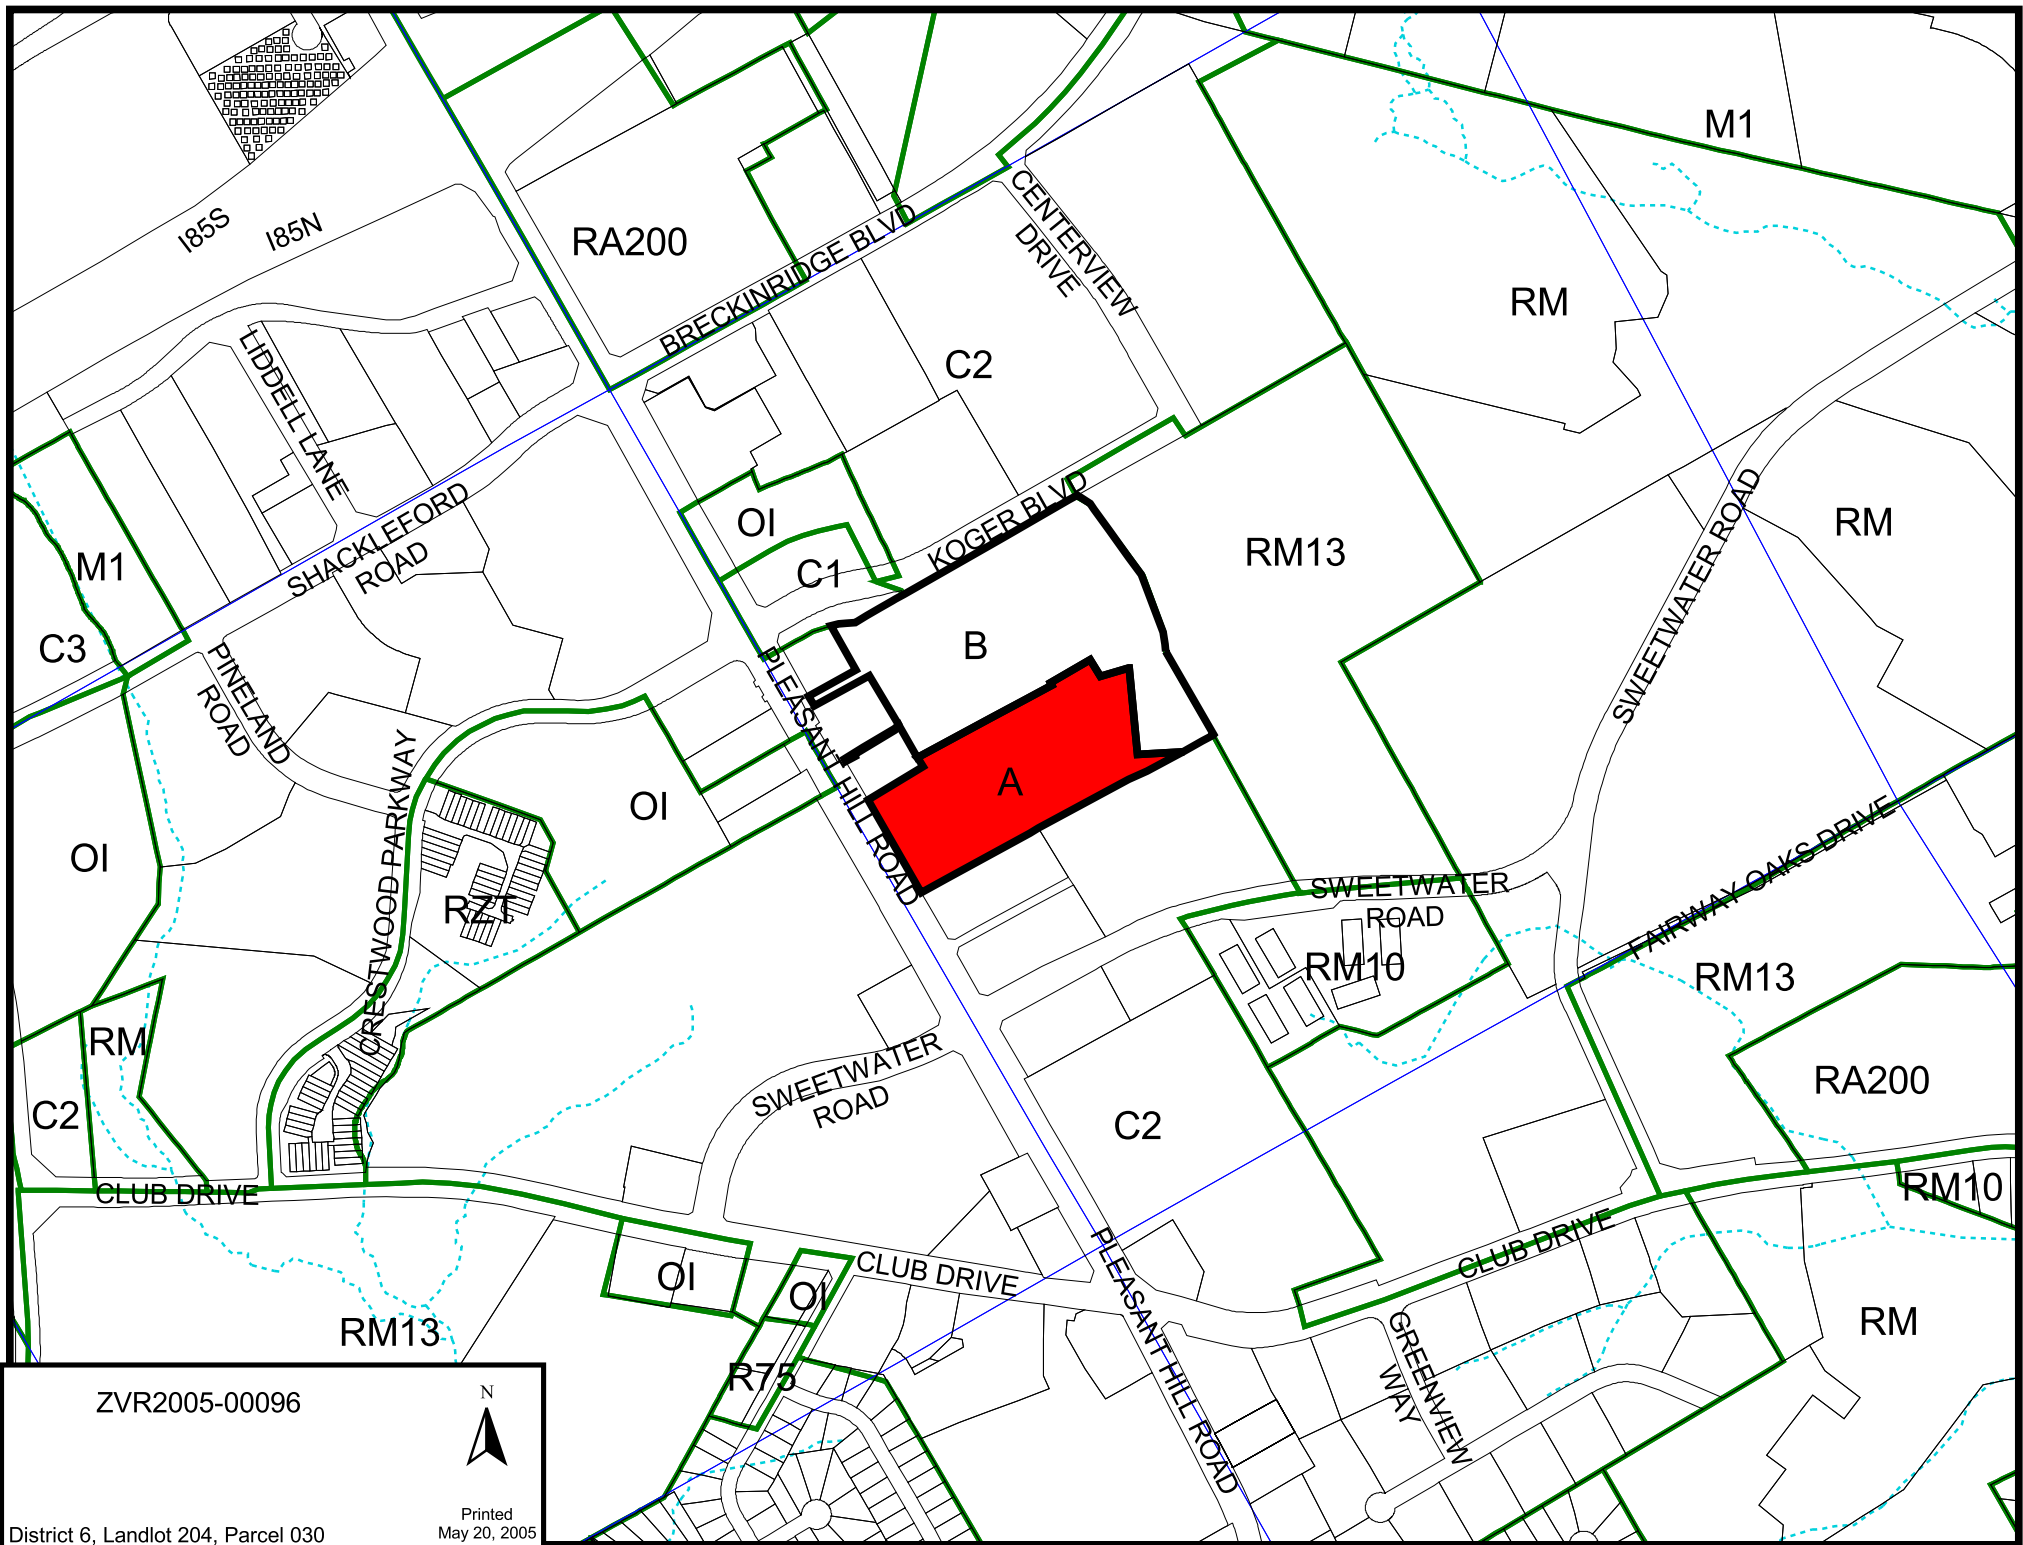 M1
I85S
I85N
RA200
BRECKINRIDGE BLVD
CENTERVIEW
DRIVE
RM
LIDDELL LANE
C2
SHACKLEFORD
ROAD
OI
C1
KOGER BLVD
RM13
SWEETWATER ROAD
RM
M1
C3
PINELAND
ROAD
B
PLEASANT HILL ROAD
A
CRESTWOOD PARKWAY
OI
OI
RZT
SWEETWATER
ROAD
FAIRWAY OAKS DRIVE
RM10
RM13
RM
C2
SWEETWATER
ROAD
C2
RA200
CLUB DRIVE
RM10
CLUB DRIVE
CLUB DRIVE
OI
OI
PLEASANT HILL ROAD
GREENVIEW
WAY
RM13
R75
RM
ZVR2005-00096
N
Printed
May 20, 2005
District 6, Landlot 204, Parcel 030